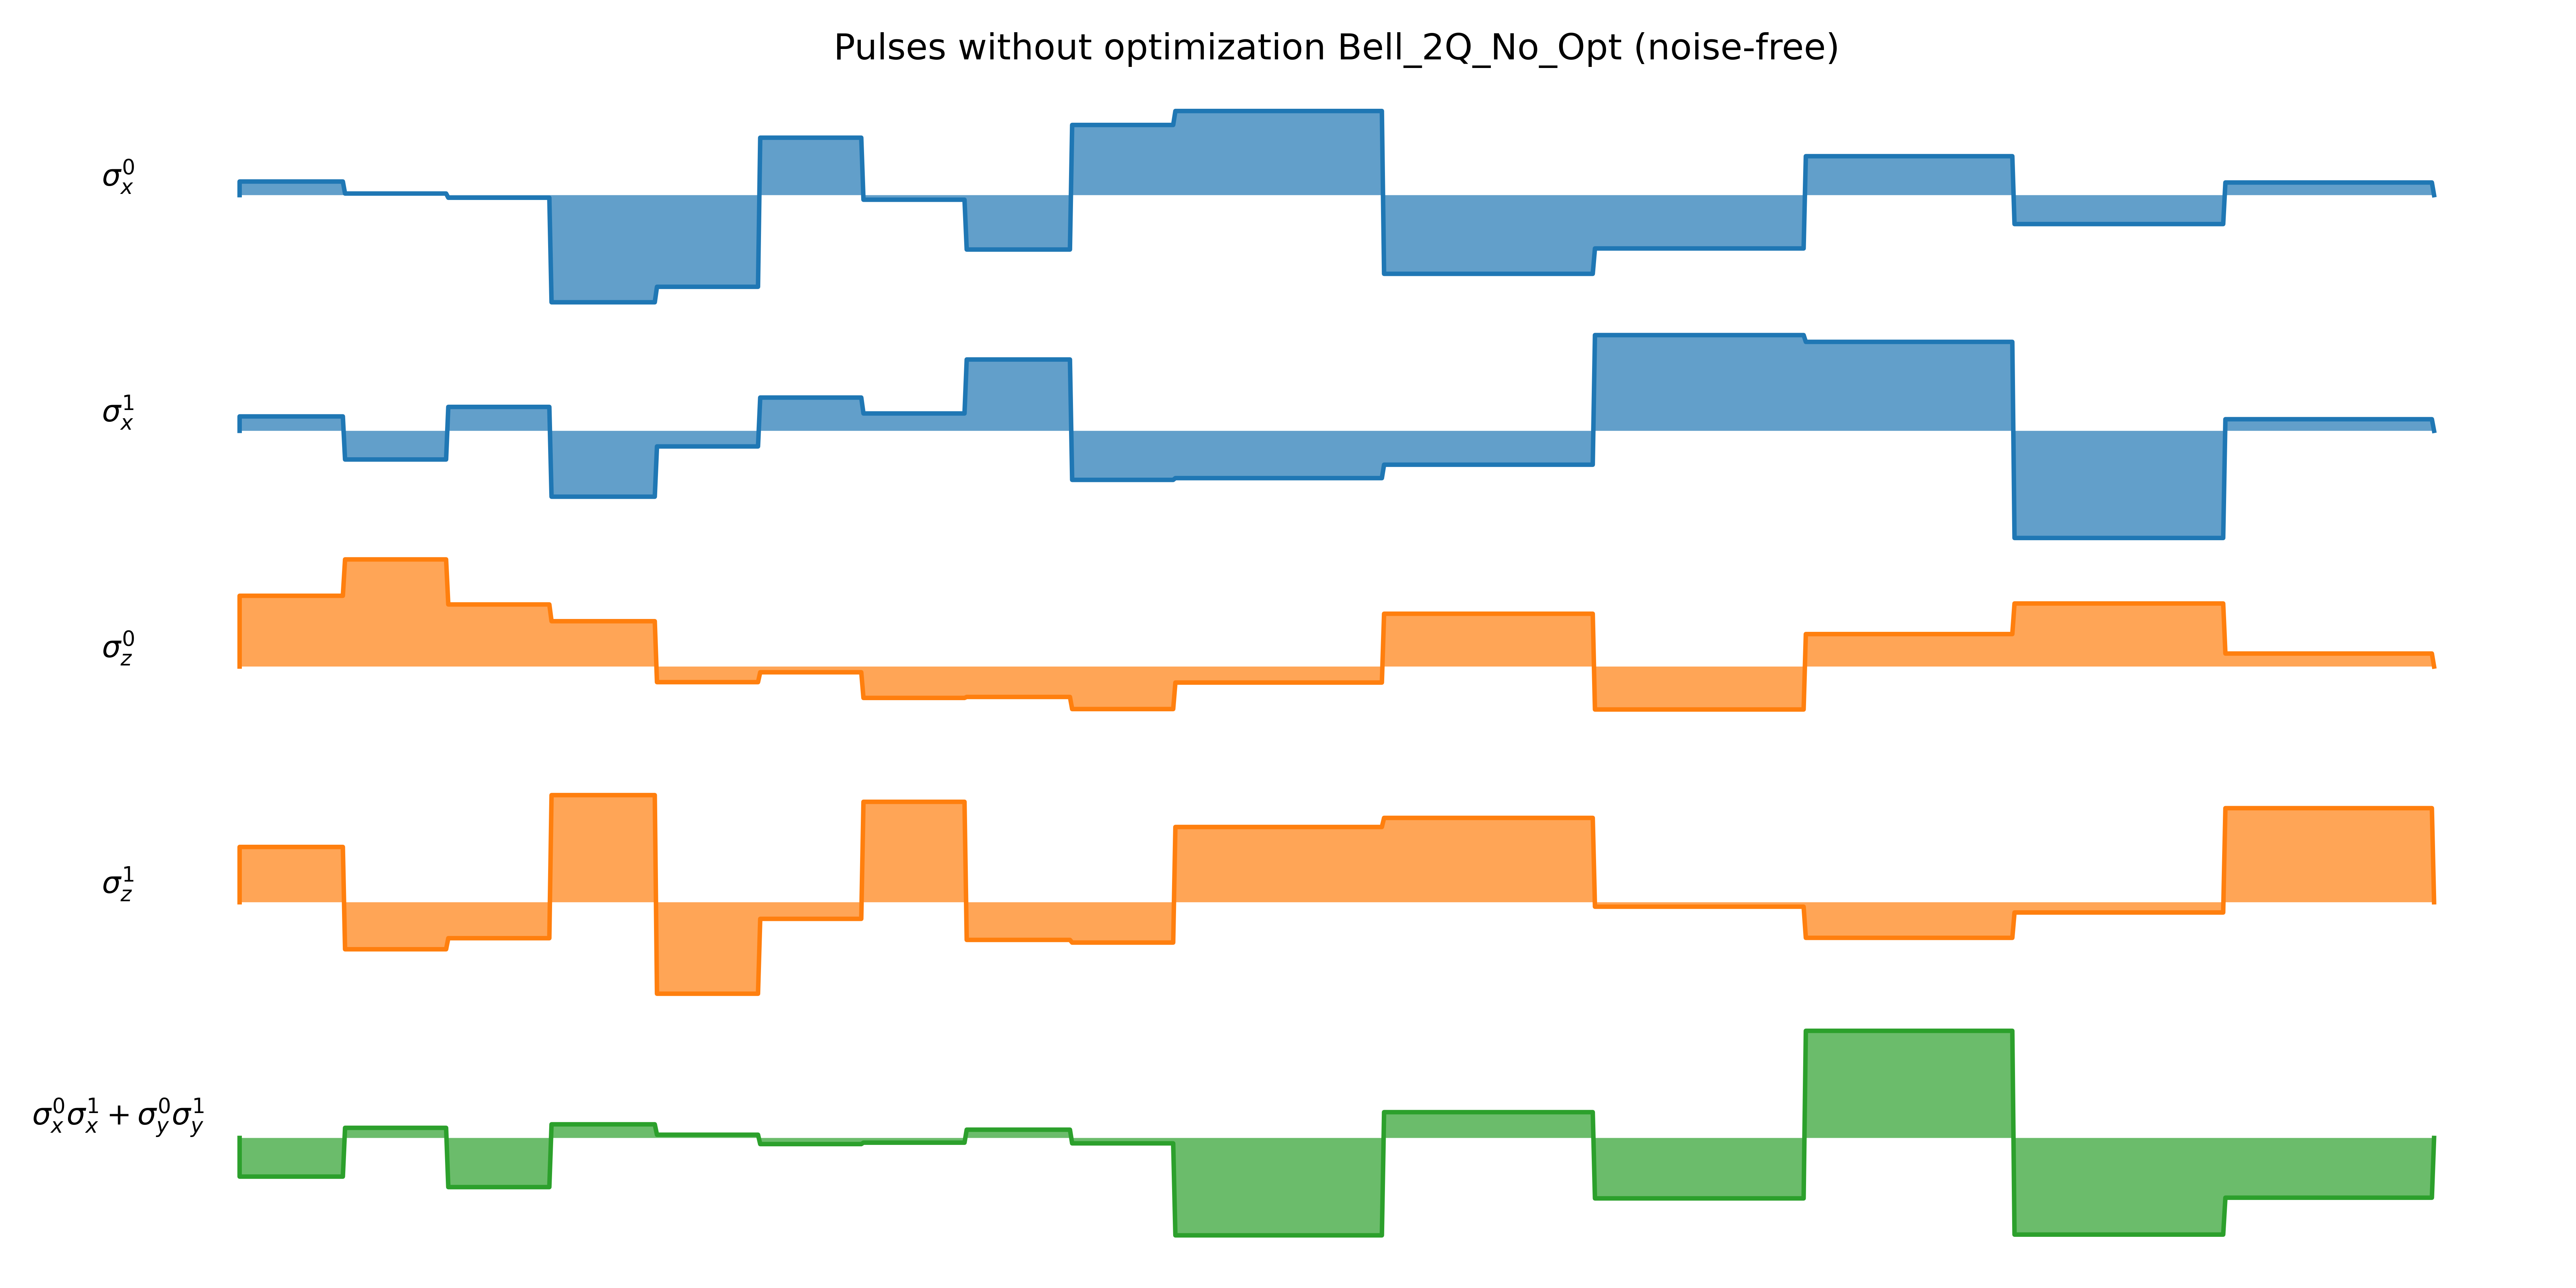 Pulses without optimization Bell_2Q_No_Opt (noise-free)
σ_x^0
σ_x^1
σ_z^0
σ_z^1
σ_x^0σ_x^1 + σ_y^0σ_y^1